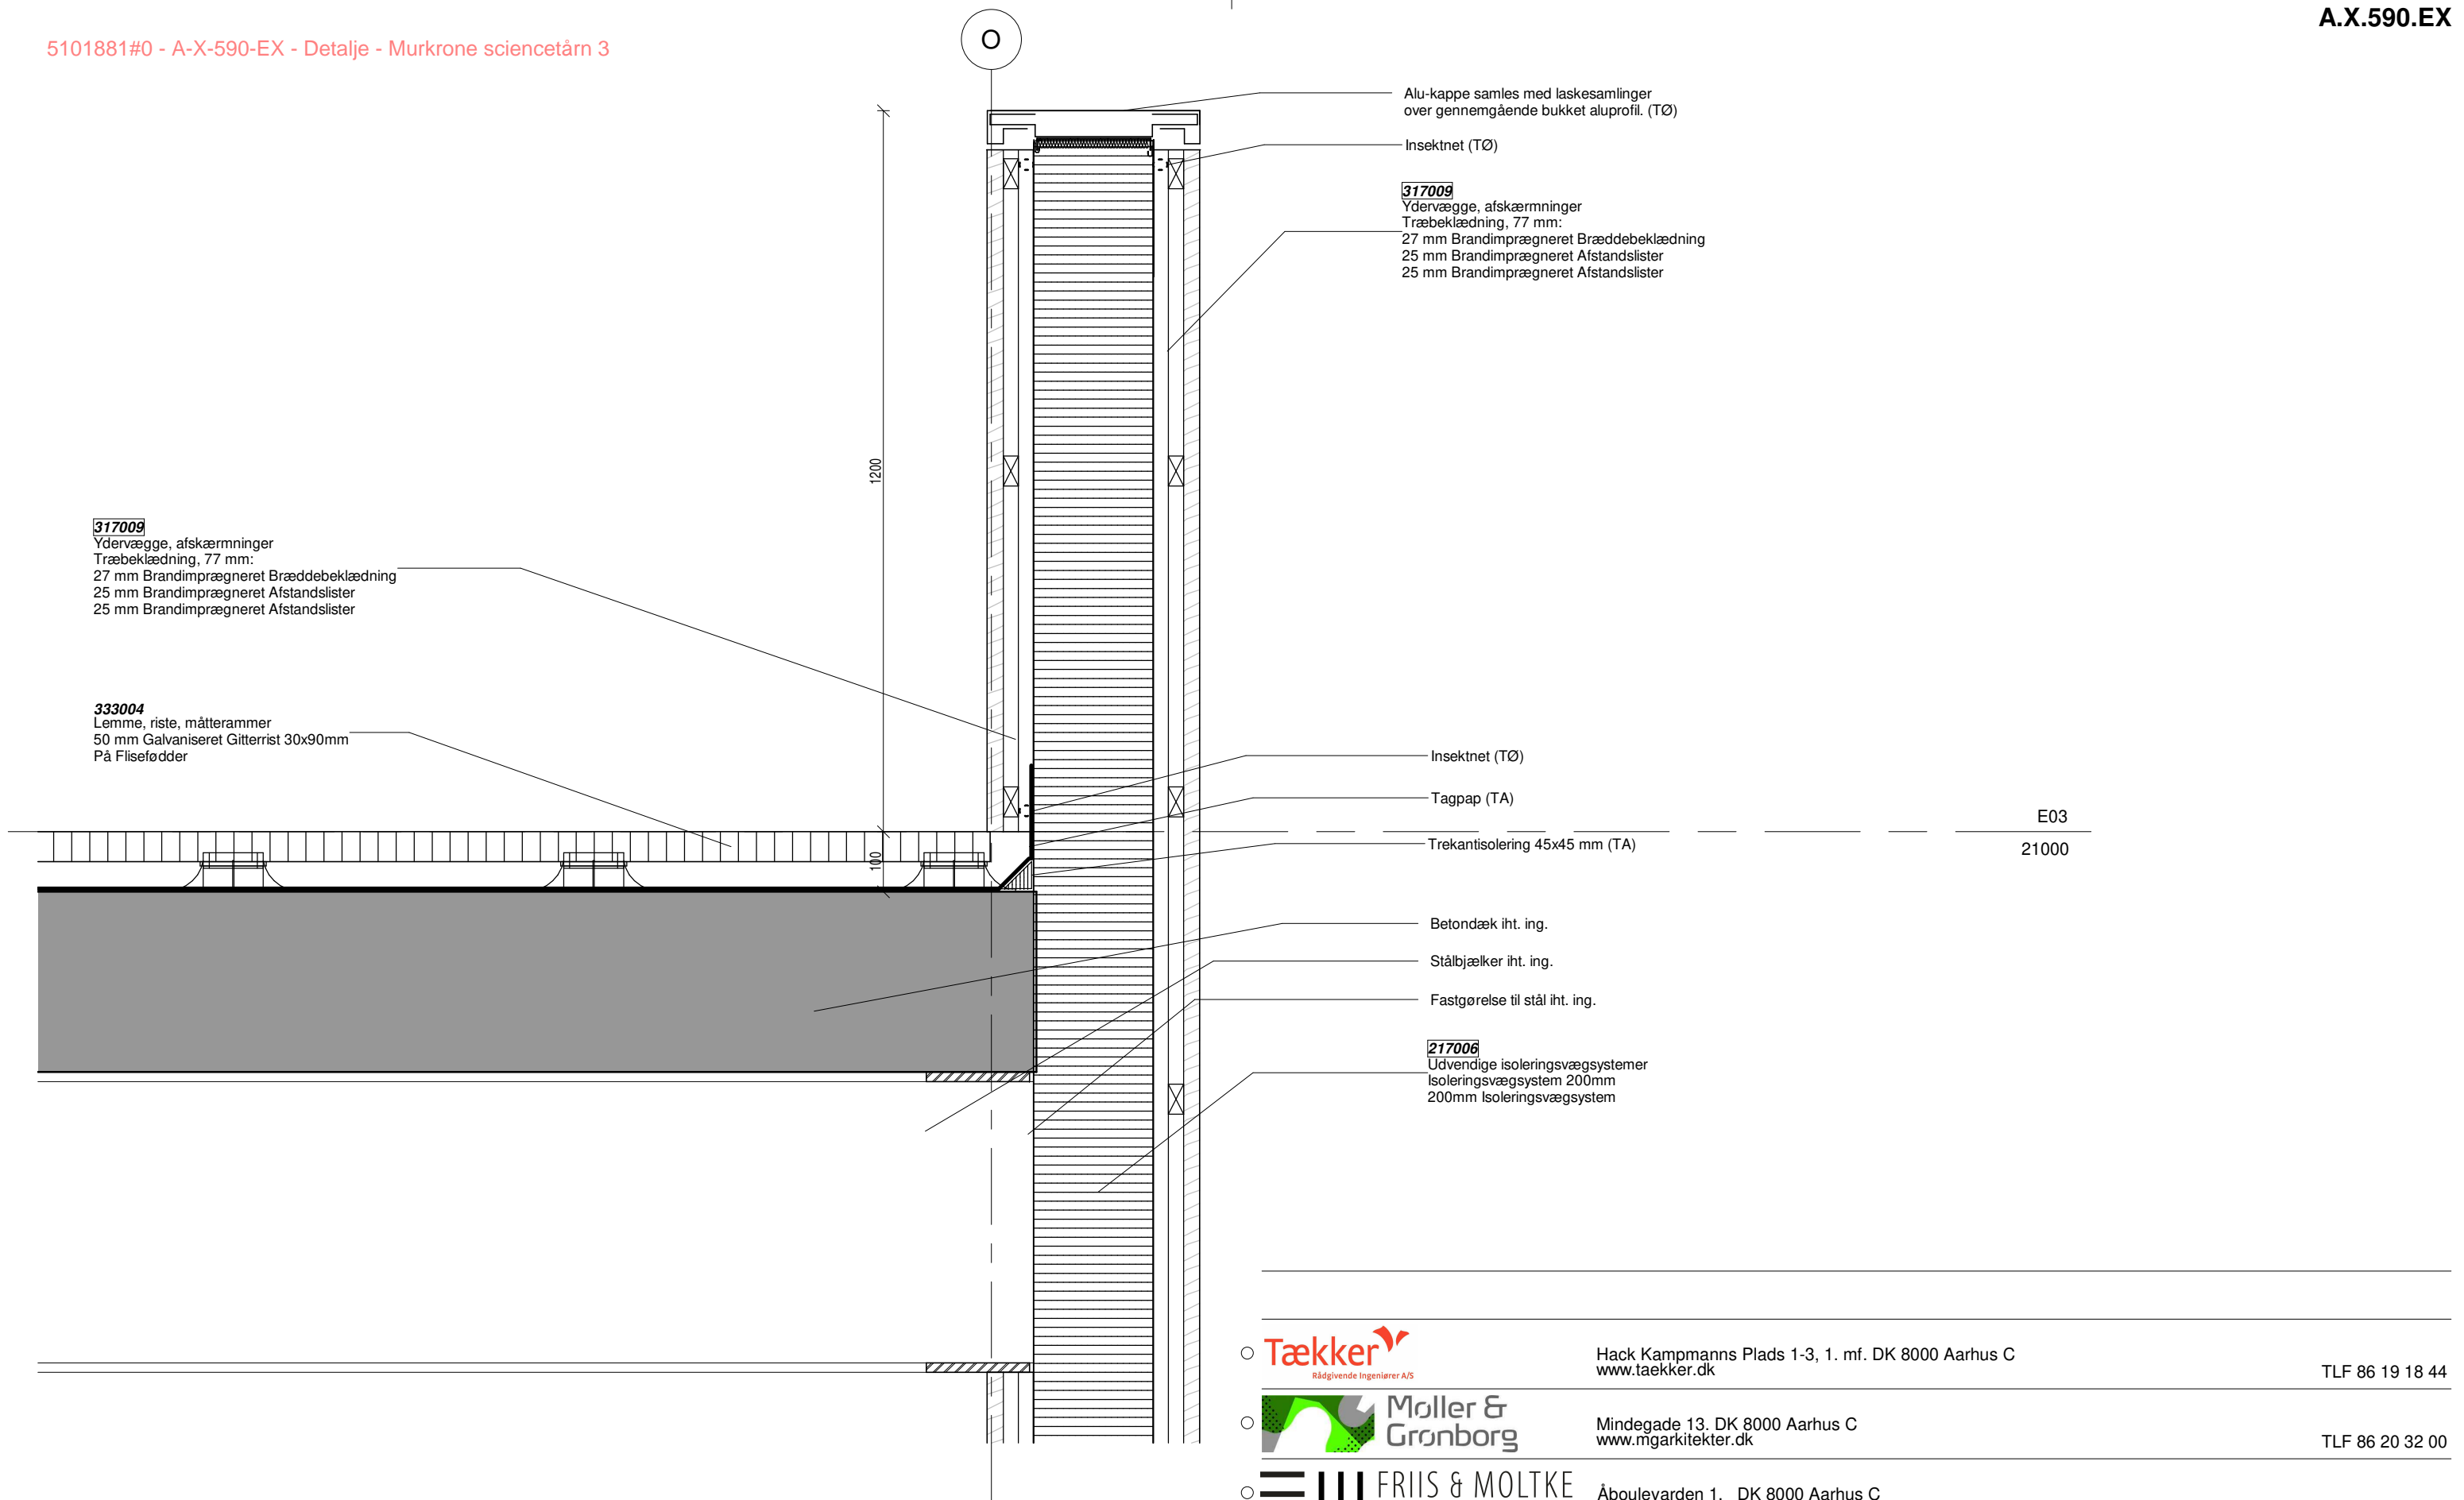 A.X.590.EX
5101881#0 - A-X-590-EX - Detalje - Murkrone sciencetårn 3
O
Alu-kappe samles med laskesamlinger
over gennemgående bukket aluprofil. (TØ)
Insektnet (TØ)
317009
Ydervægge, afskærmninger
Træbeklædning, 77 mm:
27 mm Brandimprægneret Bræddebeklædning
25 mm Brandimprægneret Afstandslister
25 mm Brandimprægneret Afstandslister
1200
317009
Ydervægge, afskærmninger
Træbeklædning, 77 mm:
27 mm Brandimprægneret Bræddebeklædning
25 mm Brandimprægneret Afstandslister
25 mm Brandimprægneret Afstandslister
333004
Lemme, riste, måtterammer
50 mm Galvaniseret Gitterrist 30x90mm
På Flisefødder
Insektnet (TØ)
Tagpap (TA)
Trekantisolering 45x45 mm (TA)
E03
21000
100
Betondæk iht. ing.
Stålbjælker iht. ing.
Fastgørelse til stål iht. ing.
217006
Udvendige isoleringsvægsystemer
Isoleringsvægsystem 200mm
200mm Isoleringsvægsystem
Tækker
Rådgivende Ingeniører A/S
Hack Kampmanns Plads 1-3, 1. mf. DK 8000 Aarhus C
www.taekker.dk
TLF 86 19 18 44
Møller &
Grønborg
Mindegade 13. DK 8000 Aarhus C
www.mgarkitekter.dk
TLF 86 20 32 00
FRIIS & MOLTKE
Åboulevarden 1. DK 8000 Aarhus C